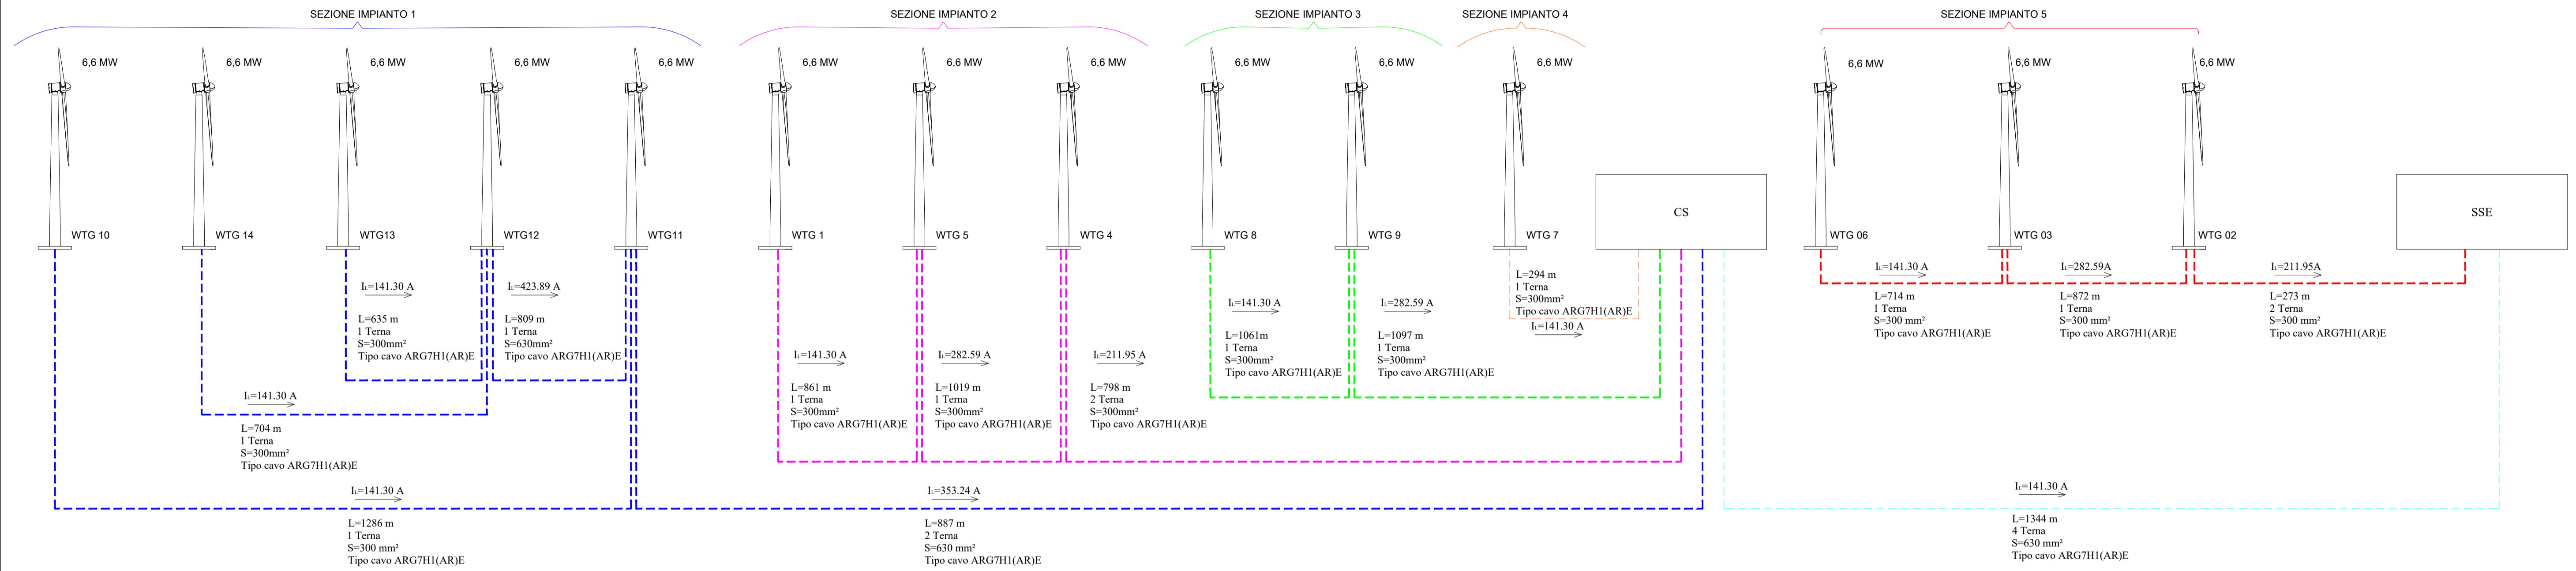 SEZIONE IMPIANTO 1
SEZIONE IMPIANTO 2
SEZIONE IMPIANTO 3
SEZIONE IMPIANTO 4
SEZIONE IMPIANTO 5
6,6 MW
6,6 MW
6,6 MW
6,6 MW
6,6 MW
6,6 MW
6,6 MW
6,6 MW
6,6 MW
6,6 MW
6,6 MW
6,6 MW
6,6 MW
6,6 MW
WTG 10
WTG 14
WTG13
WTG12
WTG11
WTG 1
WTG 5
WTG 4
WTG 8
WTG 9
WTG 7
CS
WTG 06
WTG 03
WTG 02
SSE
IL=141.30 A
L=635 m
1 Terna
S=300mm²
Tipo cavo ARG7H1(AR)E
IL=423.89 A
L=809 m
1 Terna
S=630mm²
Tipo cavo ARG7H1(AR)E
IL=141.30 A
L=704 m
1 Terna
S=300mm²
Tipo cavo ARG7H1(AR)E
IL=141.30 A
L=1286 m
1 Terna
S=300 mm²
Tipo cavo ARG7H1(AR)E
IL=141.30 A
L=861 m
1 Terna
S=300mm²
Tipo cavo ARG7H1(AR)E
IL=282.59 A
L=1019 m
1 Terna
S=300mm²
Tipo cavo ARG7H1(AR)E
IL=211.95 A
L=798 m
2 Terna
S=300mm²
Tipo cavo ARG7H1(AR)E
IL=353.24 A
L=887 m
2 Terna
S=630 mm²
Tipo cavo ARG7H1(AR)E
IL=141.30 A
L=1061m
1 Terna
S=300mm²
Tipo cavo ARG7H1(AR)E
IL=282.59 A
L=1097 m
1 Terna
S=300mm²
Tipo cavo ARG7H1(AR)E
L=294 m
1 Terna
S=300mm²
Tipo cavo ARG7H1(AR)E
IL=141.30 A
IL=141.30 A
L=714 m
1 Terna
S=300 mm²
Tipo cavo ARG7H1(AR)E
IL=282.59A
L=872 m
1 Terna
S=300 mm²
Tipo cavo ARG7H1(AR)E
IL=211.95A
L=273 m
2 Terna
S=300 mm²
Tipo cavo ARG7H1(AR)E
IL=141.30 A
L=1344 m
4 Terna
S=630 mm²
Tipo cavo ARG7H1(AR)E